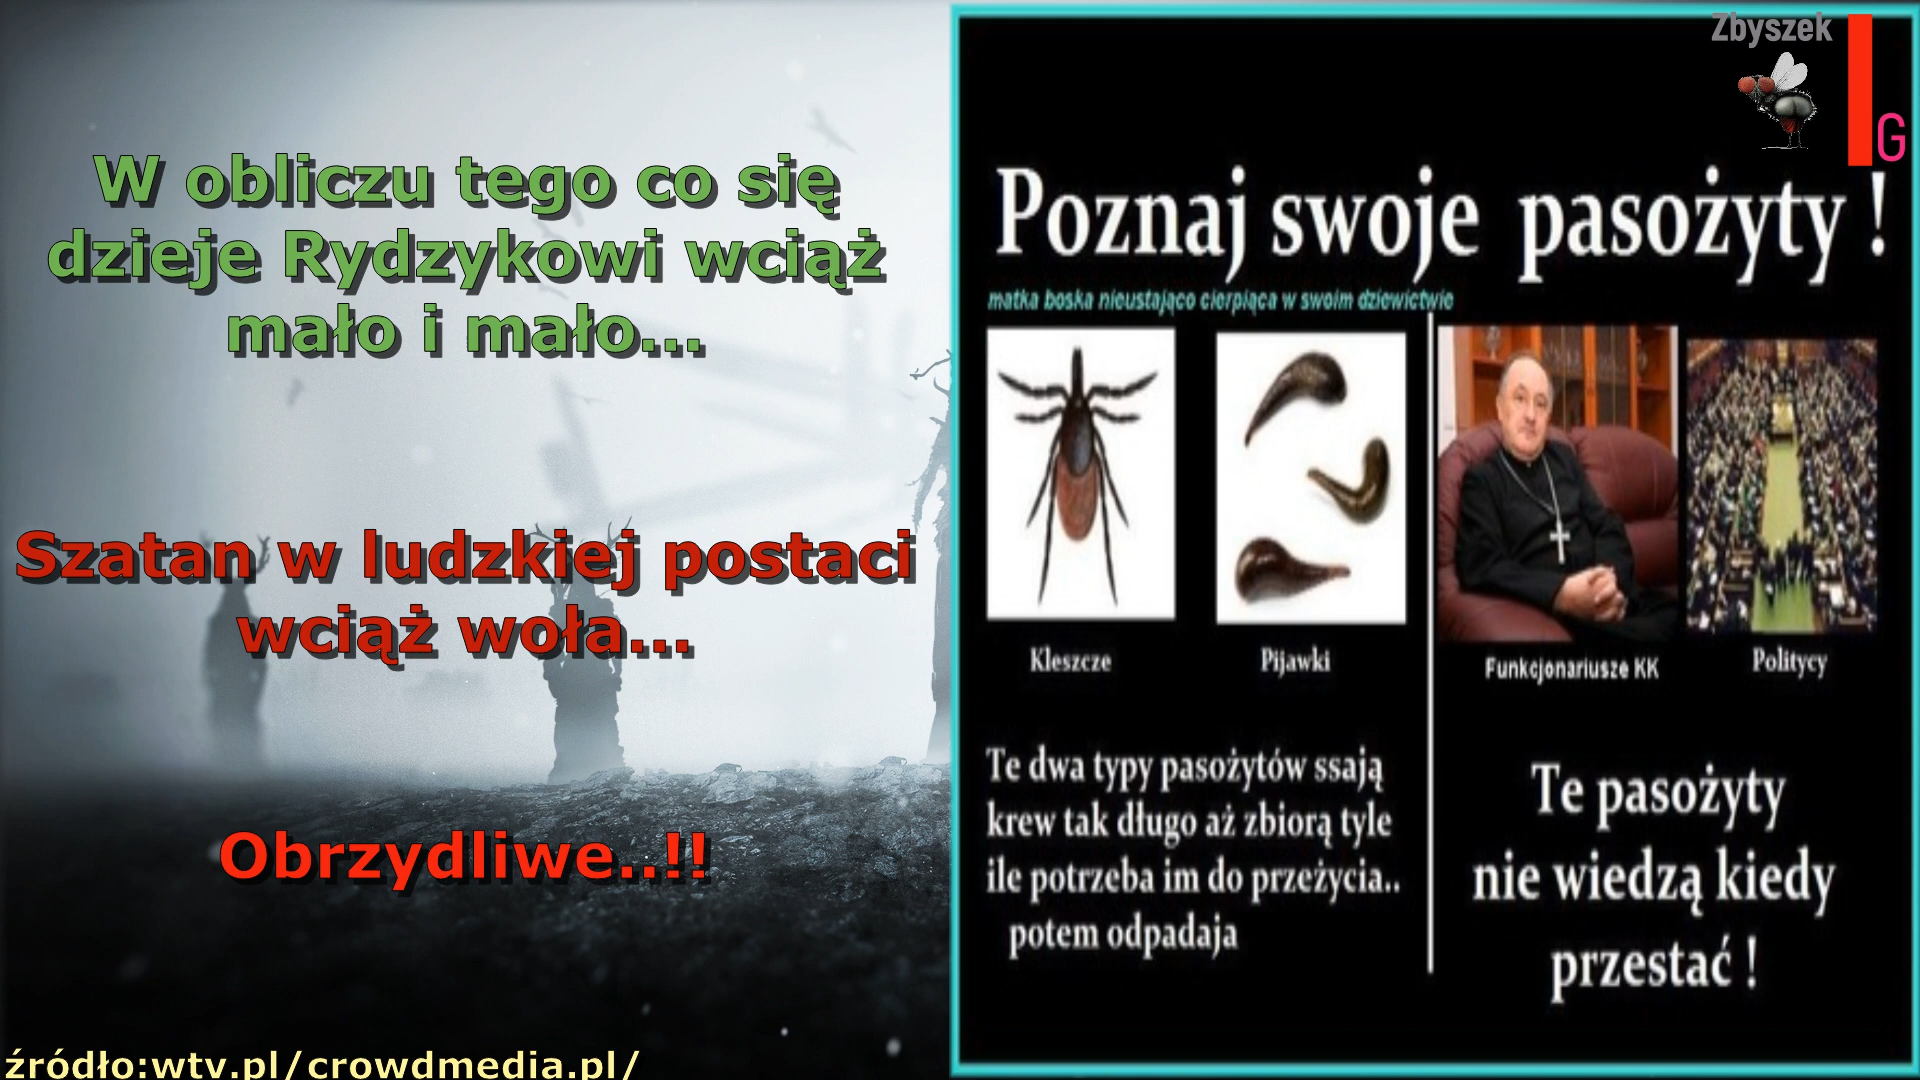 W obliczu tego co się
dzieje Rydzykowi wciąż
mało i mało...
Szatan w ludzkiej postaci
wciąż woła...
Obrzydliwe..!!
źródło:wtv.pl/crowdmedia.pl/
Zbyszek
G
Poznaj swoje pasożyty !
matka boska nieustająco cierpiąca w swoim dziewictwie
Kleszcze
Pijawki
Funkcjonariusze KK
Politycy
Te dwa typy pasożytów ssają
krew tak długo aż zbiorą tyle
ile potrzeba im do przeżycia..
potem odpadaja
Te pasożyty
nie wiedzą kiedy
przestać !